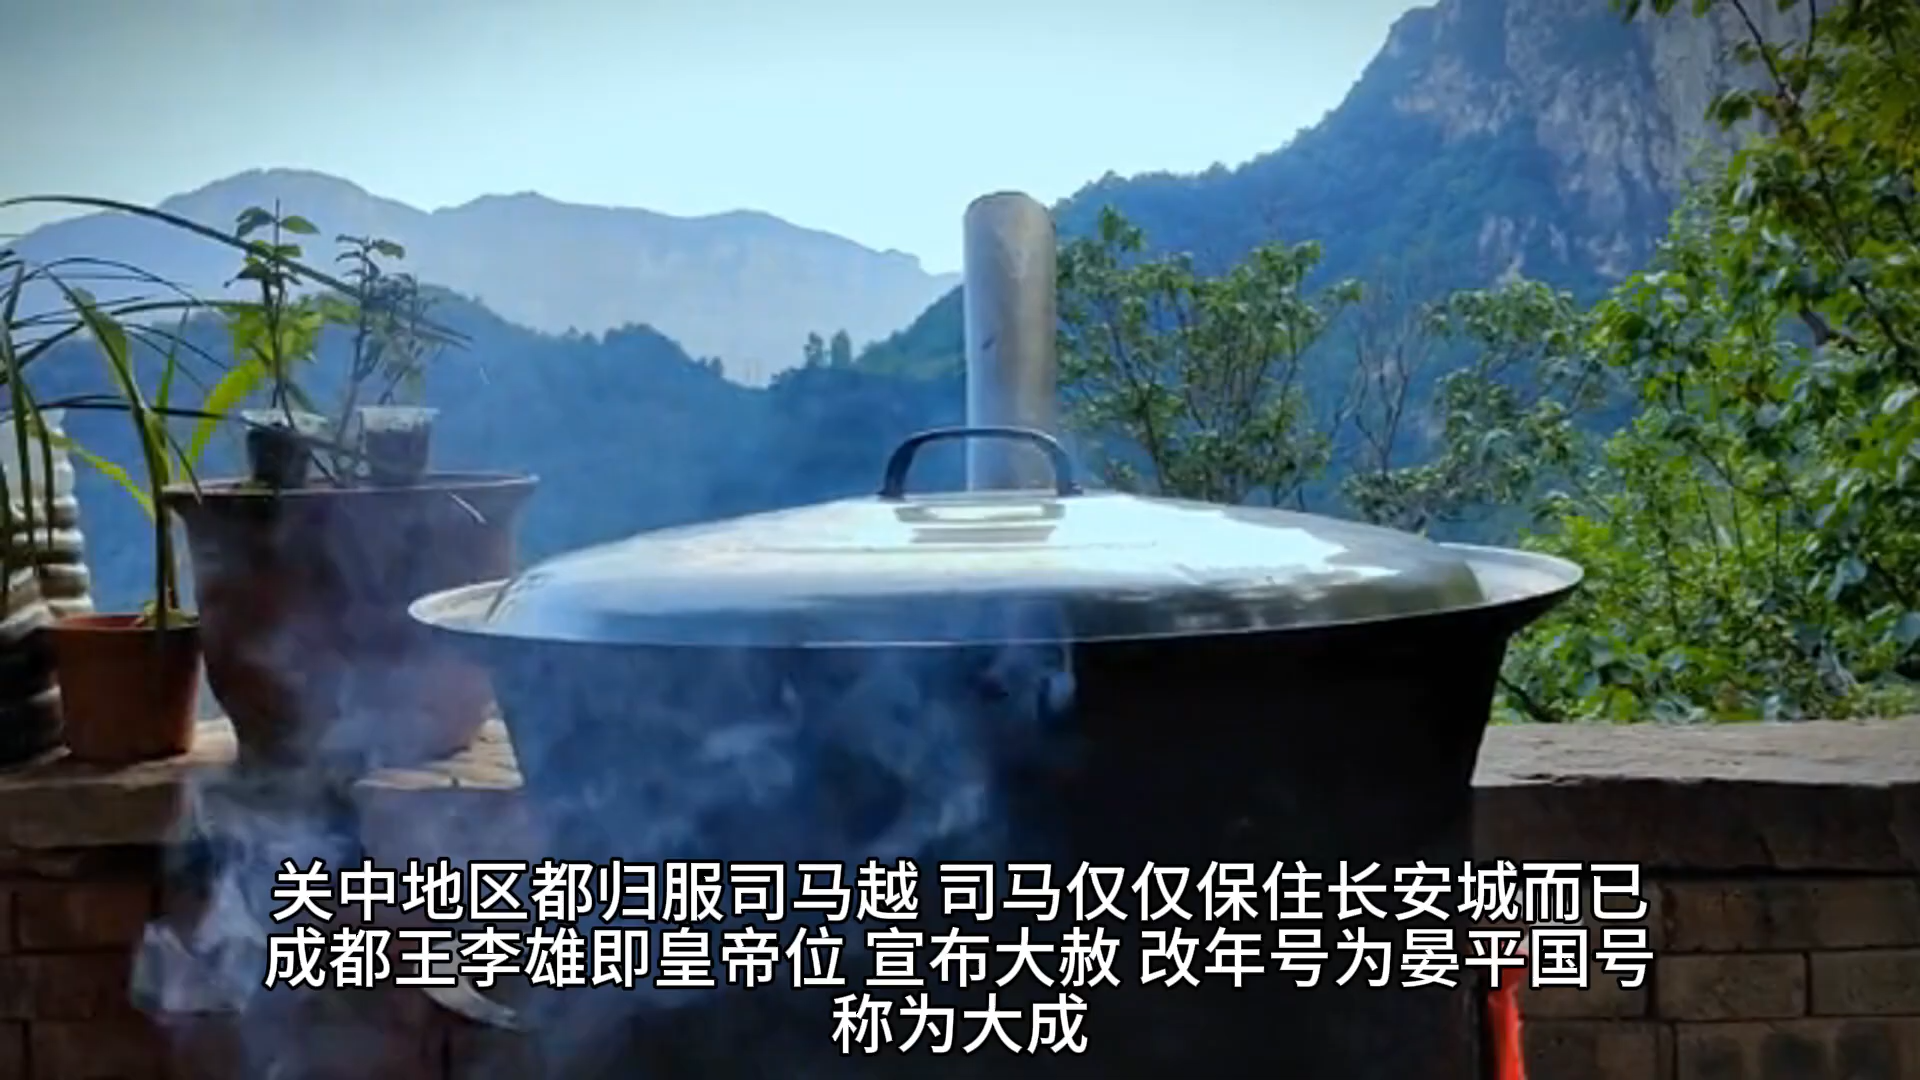 关中地区都归服司马越 司马仅仅保住长安城而已
成都王李雄即皇帝位 宣布大赦 改年号为晏平国号
称为大成